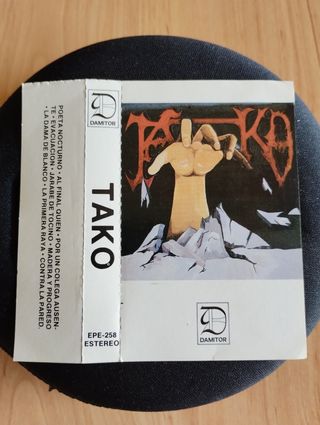 POETA NOCTURNO • AL FINAL QUIEN • POR UN COLEGA AUSEN-
TE • EVACUACION • JARABE DE TOCINO • MADERA Y PROGRESO
• LA DAMA DE BLANCO • LA PRIMERA RAYA • CONTRA LA PARED.
DAMITOR
TAKO
EPE-258
ESTEREO
TAKO
DAMITOR